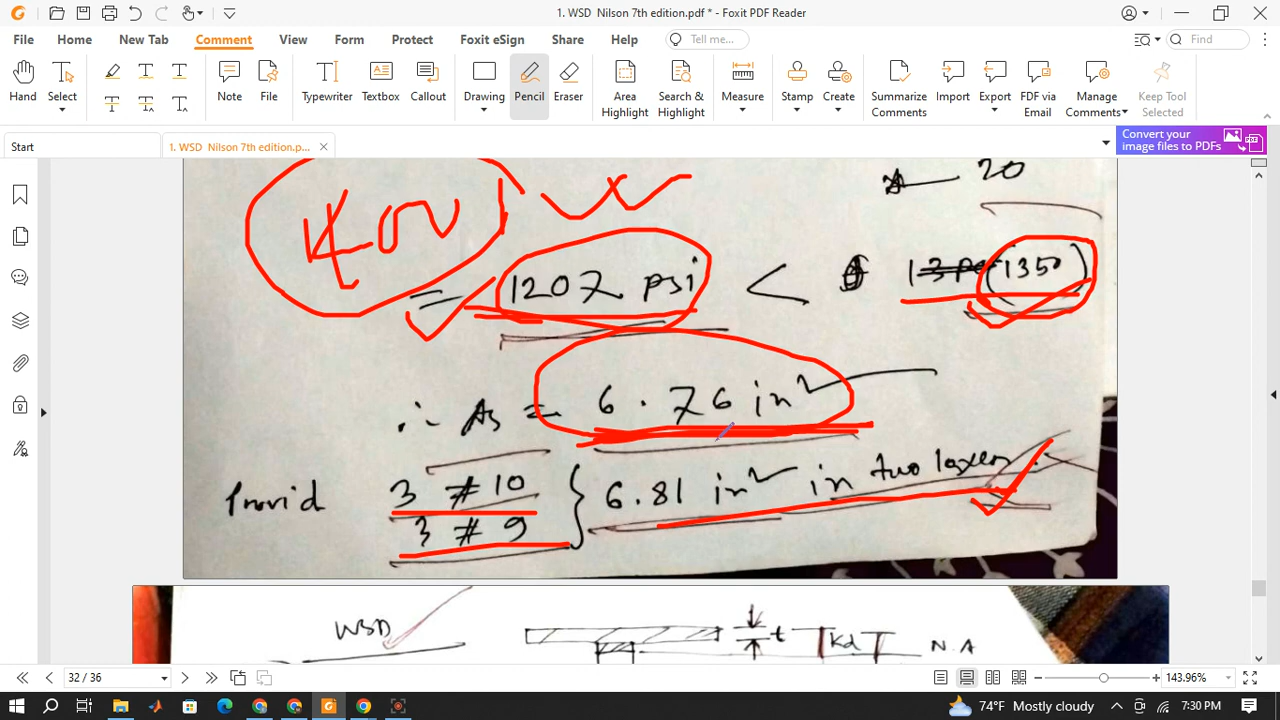 1. WSD Nilson 7th edition.pdf * - Foxit PDF Reader
File Home New Tab Comment View Form Protect Foxit eSign Share Help Tell me... Find
Hand Select Note File Typewriter Textbox Callout Drawing Pencil Eraser Area Highlight Search & Highlight Measure Stamp Create Summarize Comments Import Export PDF via Email Manage Comments Keep Tool Selected
Start 1. WSD Nilson 7th edition.p... Convert your image files to PDFs
20
= 1207 psi < (1350)
∴ As = 6.76 in²
Provid 3 #10 } 6.81 in² in two layer
3 # 9
WSD t Kd N.A
32 / 36 143.96%
74°F Mostly cloudy 7:30 PM